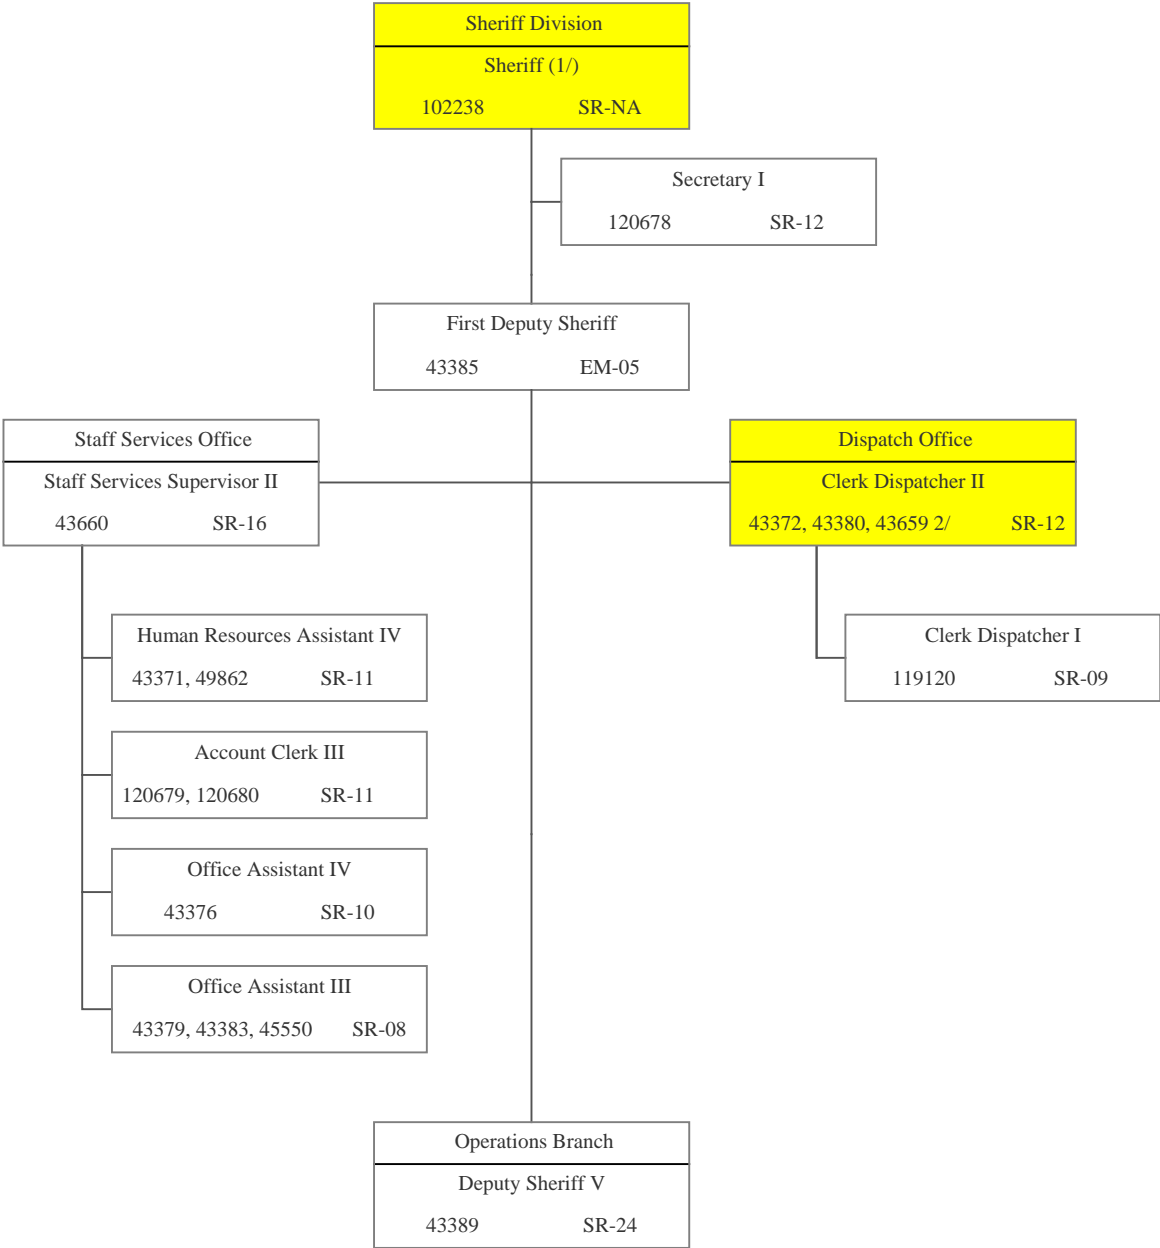 Sheriff Division
Sheriff (1/)
102238 SR-NA
Secretary I
120678 SR-12
First Deputy Sheriff
43385 EM-05
Staff Services Office
Staff Services Supervisor II
43660 SR-16
Dispatch Office
Clerk Dispatcher II
43372, 43380, 43659 2/ SR-12
Human Resources Assistant IV
43371, 49862 SR-11
Clerk Dispatcher I
119120 SR-09
Account Clerk III
120679, 120680 SR-11
Office Assistant IV
43376 SR-10
Office Assistant III
43379, 43383, 45550 SR-08
Operations Branch
Deputy Sheriff V
43389 SR-24